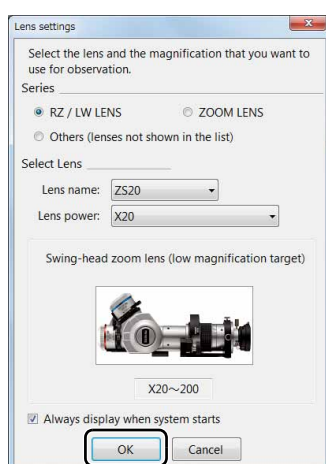 Lens settings
Select the lens and the magnification that you want to
use for observation.
Series
RZ / LW LENS
ZOOM LENS
Others (lenses not shown in the list)
Select Lens
Lens name: ZS20
Lens power: X20
Swing-head zoom lens (low magnification target)
X20～200
Always display when system starts
OK Cancel